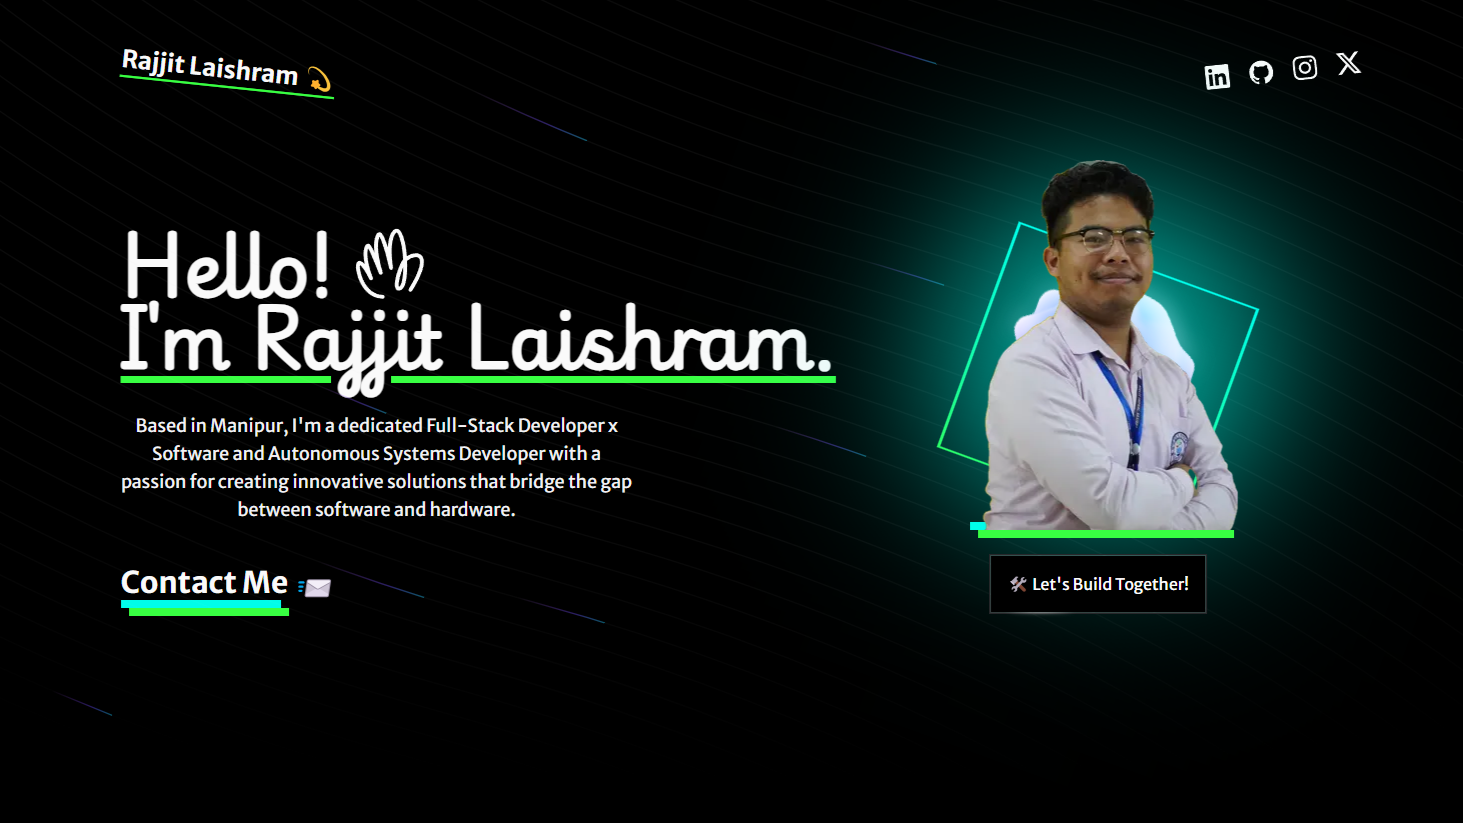 Rajjit Laishram 💫
Hello!
I'm Rajjit Laishram.
Based in Manipur, I'm a dedicated Full-Stack Developer x
Software and Autonomous Systems Developer with a
passion for creating innovative solutions that bridge the gap
between software and hardware.
Contact Me
🛠️ Let's Build Together!